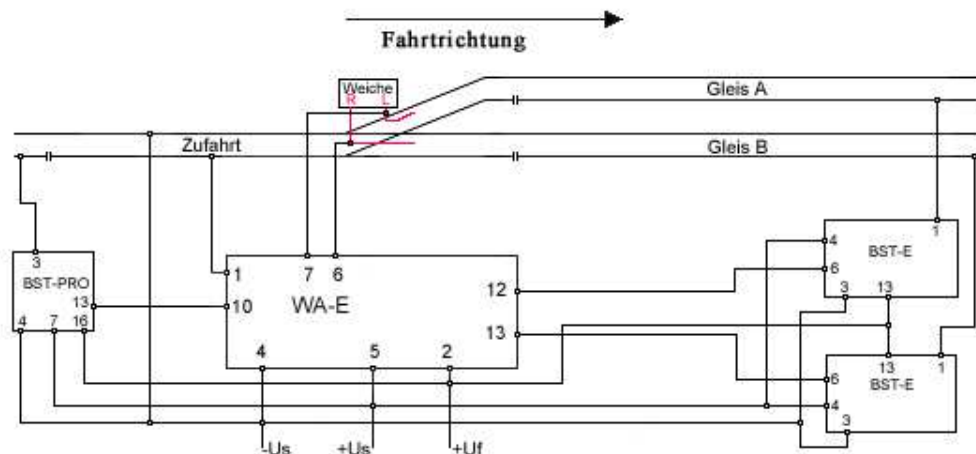 Fahrtrichtung
Weiche
R L
Gleis A
Zufahrt
Gleis B
3
BST-PRO
13
4 7 16
7 6
1
10
WA-E
12
13
4 5 2
1
4
BST-E
6
3 13
13 1
6
BST-E
4
3
-Us +Us +Uf